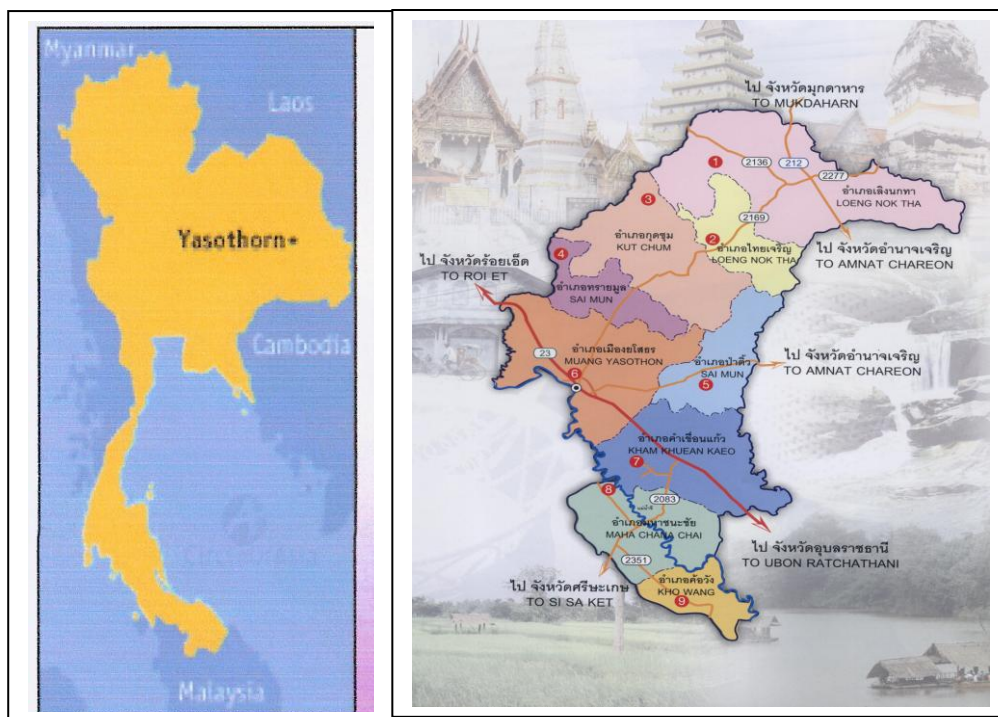 Myanmar
Laos
Yasothorn
Cambodia
Malaysia
ไป จังหวัดมุกดาหาร
TO MUKDAHARN
1
2136
212
2277
อำเภอเลิงนกทา
LOENG NOK THA
3
2169
อำเภอกุดชุม
KUT CHUM
2
อำเภอไทยเจริญ
LOENG NOK THA
ไป จังหวัดอำนาจเจริญ
TO AMNAT CHAREON
4
ไป จังหวัดร้อยเอ็ด
TO ROI ET
อำเภอทรายมูล
SAI MUN
23
อำเภอเมืองยโสธร
MUANG YASOTHON
6
อำเภอป่าติ้ว
SAI MUN
5
ไป จังหวัดอำนาจเจริญ
TO AMNAT CHAREON
อำเภอคำเขื่อนแก้ว
KHAM KHUEAN KAEO
7
8
2083
อำเภอมหาชนะชัย
MAHA CHANA CHAI
ไป จังหวัดอุบลราชธานี
TO UBON RATCHATHANI
2351
ไป จังหวัดศรีษะเกษ
TO SI SA KET
อำเภอค้อวัง
KHO WANG
9